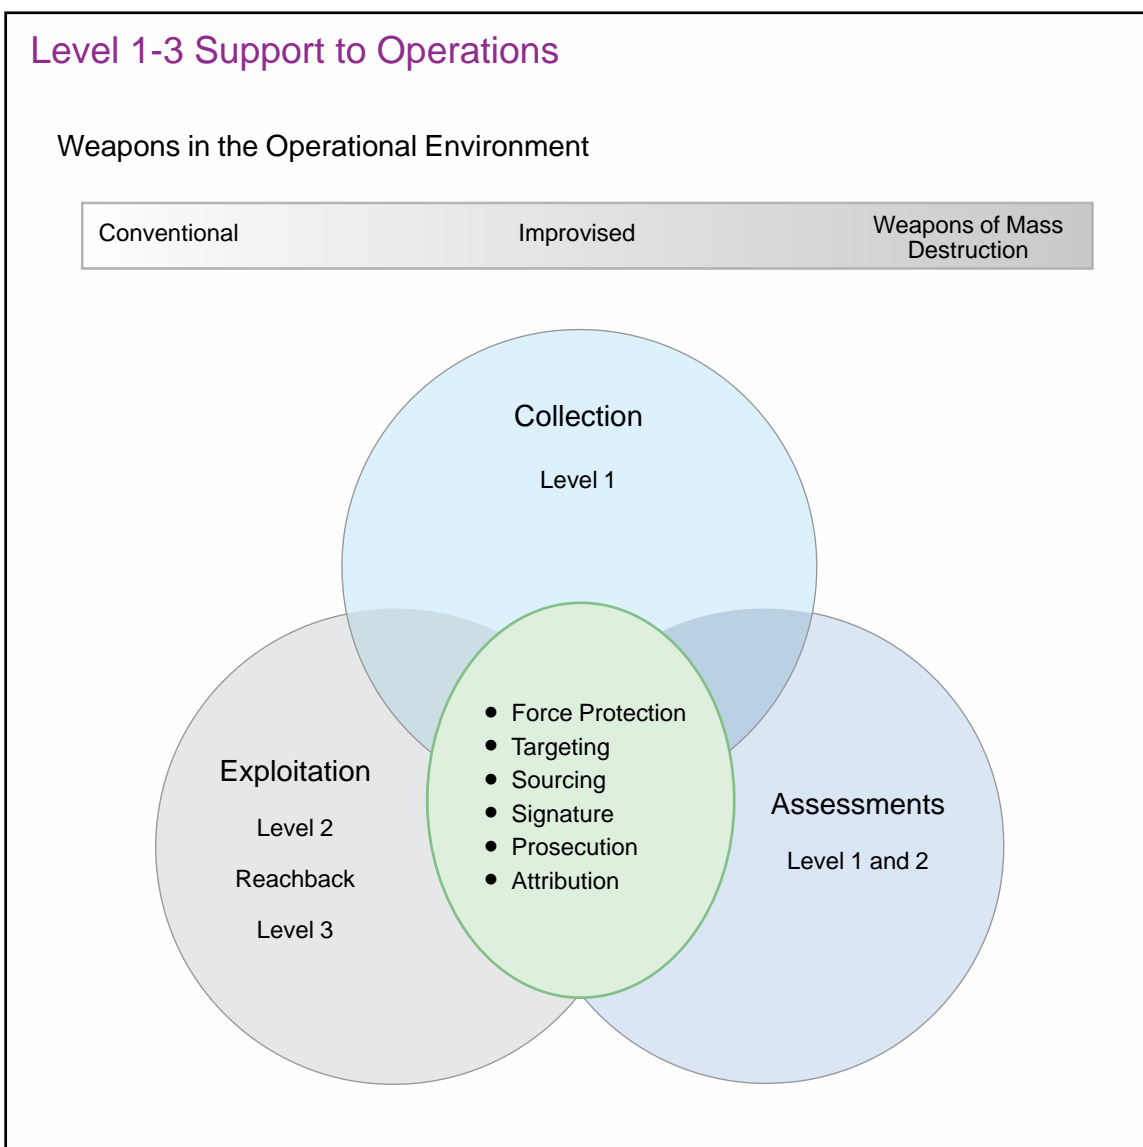 Level 1-3 Support to Operations
Weapons in the Operational Environment
Conventional
Improvised
Weapons of Mass
Destruction
Collection
Level 1
Exploitation
Level 2
Reachback
Level 3
• Force Protection
• Targeting
• Sourcing
• Signature
• Prosecution
• Attribution
Assessments
Level 1 and 2